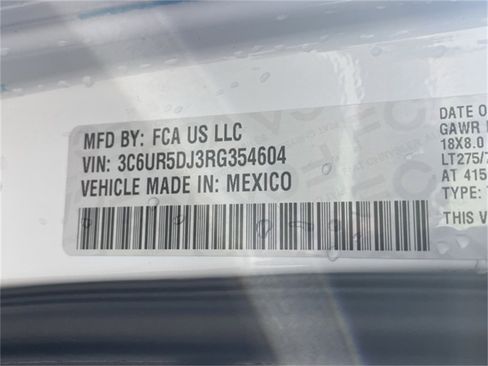 MFD BY: FCA US LLC
VIN: 3C6UR5DJ3RG354604
VEHICLE MADE IN: MEXICO
DATE O
GAWR
18X8.0
LT275/7
AT 415
TYPE:
THIS V